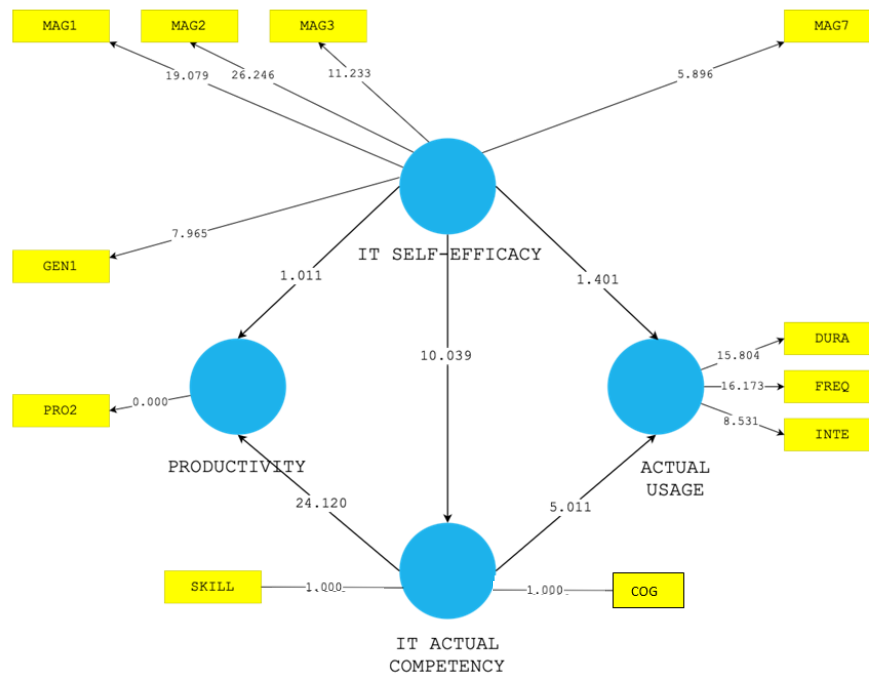 MAG1
MAG2
MAG3
MAG7
19.079
26.246
11.233
5.896
7.965
GEN1
IT SELF-EFFICACY
1.011
1.401
10.039
DURA
15.804
FREQ
16.173
INTE
8.531
PRO2
0.000
PRODUCTIVITY
ACTUAL
USAGE
24.120
5.011
SKILL
1.000
1.000
COG
IT ACTUAL
COMPETENCY